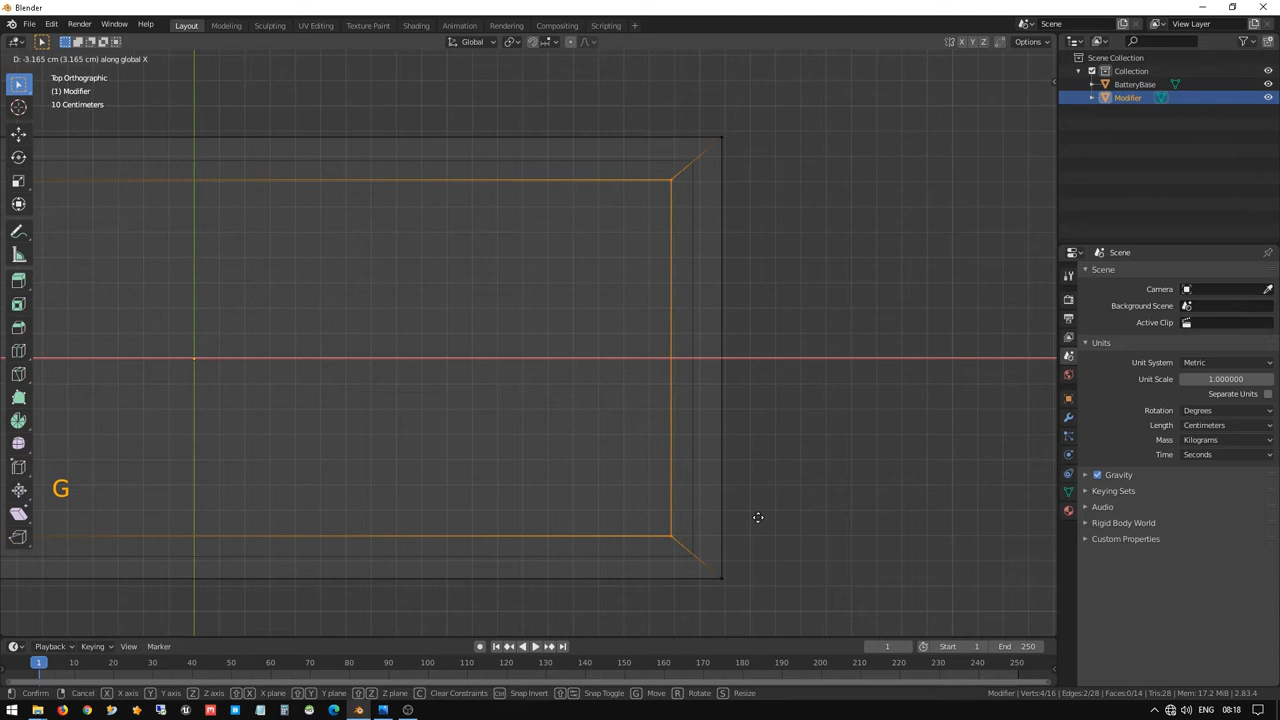 Blender
File Edit Render Window Help Layout Modeling Sculpting UV Editing Texture Paint Shading Animation Rendering Compositing Scripting + Scene View Layer
Global X Y Z Options
D: -3.165 cm (3.165 cm) along global X
Top Orthographic
(1) Modifier
10 Centimeters
Scene Collection
Collection
BatteryBase
Modifier
Scene
Scene
Camera
Background Scene
Active Clip
Units
Unit System Metric
Unit Scale 1.000000
Separate Units
Rotation Degrees
Length Centimeters
Mass Kilograms
Time Seconds
Gravity
Keying Sets
Audio
Rigid Body World
Custom Properties
G
Playback Keying View Marker 1 Start 1 End 250
1 10 20 30 40 50 60 70 80 90 100 110 120 130 140 150 160 170 180 190 200 210 220 230 240 250
Confirm Cancel X X axis Y Y axis Z Z axis X X plane Y Y plane Z Z plane C Clear Constraints Ctrl Snap Invert Snap Toggle G Move R Rotate S Resize Modifier | Verts:4/16 | Edges:2/28 | Faces:0/14 | Tris:28 | Mem: 17.2 MiB | 2.83.4
ENG 08:18